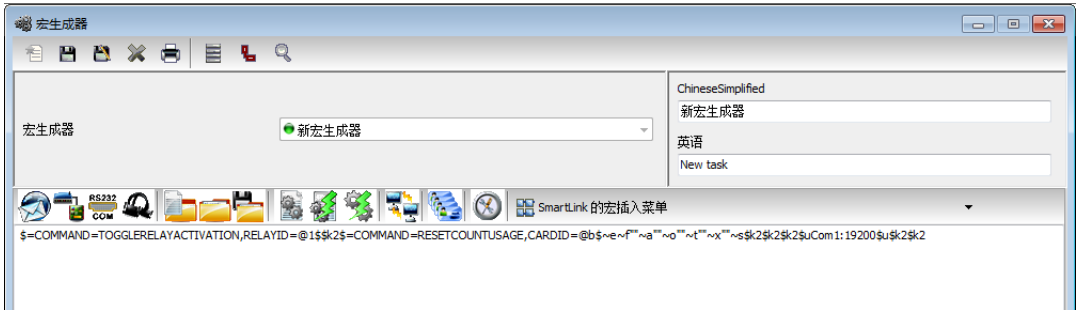 宏生成器
ChineseSimplified
新宏生成器
宏生成器
新宏生成器
英语
New task
RS232
COM
SmartLink 的宏插入菜单
$=COMMAND=TOGGLERELAYACTIVATION,RELAYID=@1$$k2$=COMMAND=RESETCOUNTUSAGE,CARDID=@b$~e~f""~a""~o""~t""~x""~s$k2$k2$k2$uCom1:19200$u$k2$k2